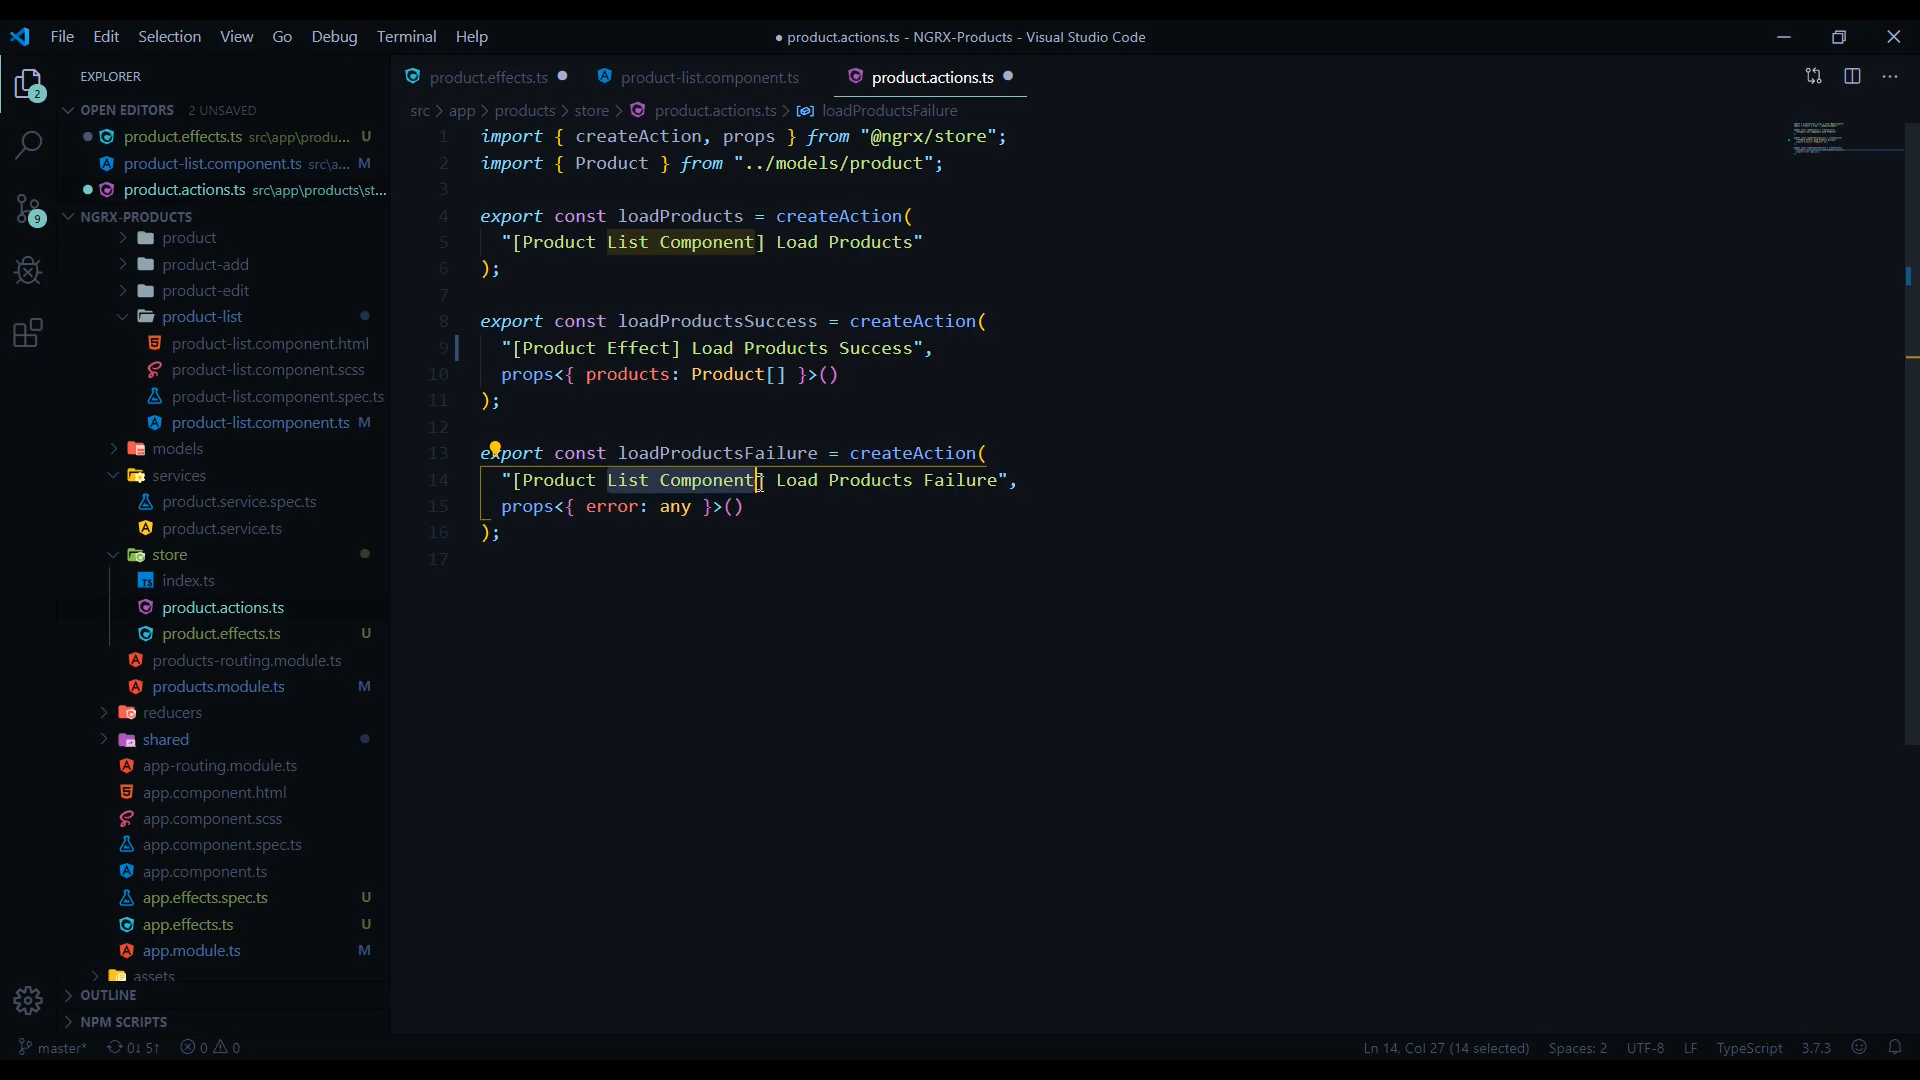 File Edit Selection View Go Debug Terminal Help
● product.actions.ts - NGRX-Products - Visual Studio Code
EXPLORER
OPEN EDITORS 2 UNSAVED
product.effects.ts src\app\produ... U
product-list.component.ts src\a... M
product.actions.ts src\app\products\st...
NGRX-PRODUCTS
product
product-add
product-edit
product-list
product-list.component.html
product-list.component.scss
product-list.component.spec.ts
product-list.component.ts M
models
services
product.service.spec.ts
product.service.ts
store
index.ts
product.actions.ts
product.effects.ts U
products-routing.module.ts
products.module.ts M
reducers
shared
app-routing.module.ts
app.component.html
app.component.scss
app.component.spec.ts
app.component.ts
app.effects.spec.ts U
app.effects.ts U
app.module.ts M
assets
OUTLINE
NPM SCRIPTS
2
9
product.effects.ts product-list.component.ts product.actions.ts
src > app > products > store > product.actions.ts > loadProductsFailure
1 import { createAction, props } from "@ngrx/store";
2 import { Product } from "../models/product";
3
4 export const loadProducts = createAction(
5 "[Product List Component] Load Products"
6 );
7
8 export const loadProductsSuccess = createAction(
9 "[Product Effect] Load Products Success",
10 props<{ products: Product[] }>()
11 );
12
13 export const loadProductsFailure = createAction(
14 "[Product List Component] Load Products Failure",
15 props<{ error: any }>()
16 );
17
master* 0↓ 5↑ 0 0
Ln 14, Col 27 (14 selected) Spaces: 2 UTF-8 LF TypeScript 3.7.3